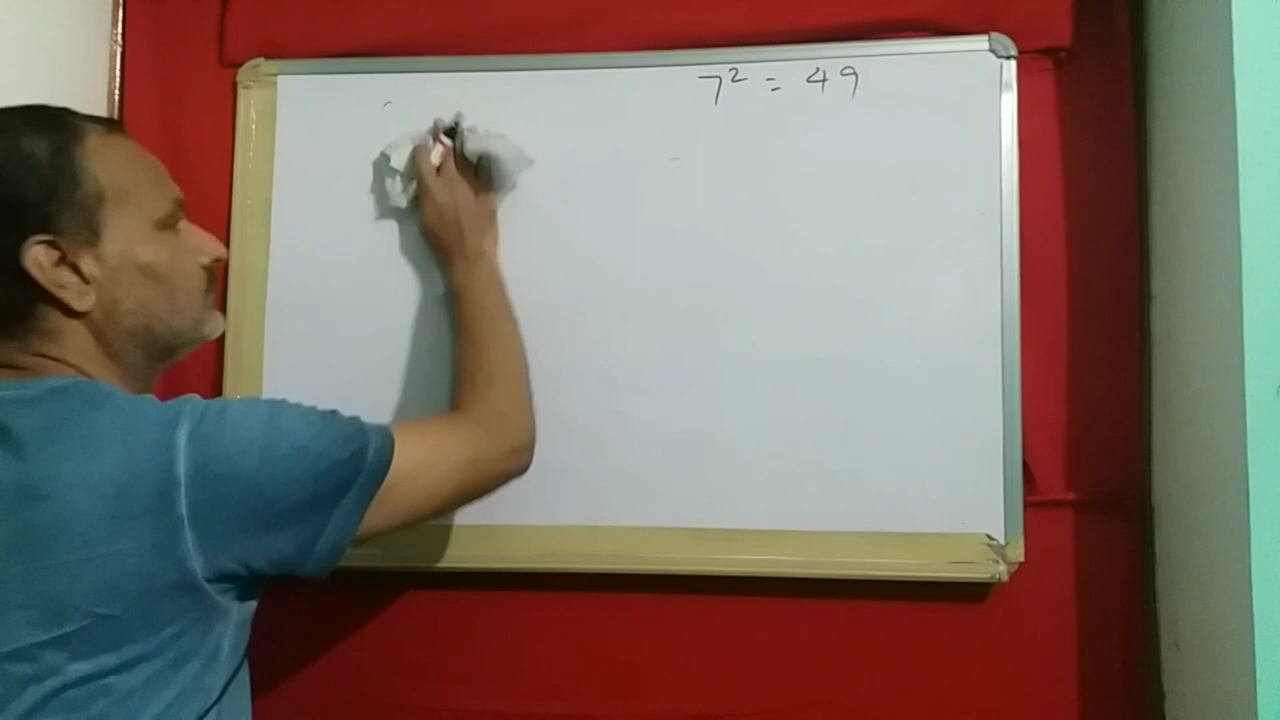 7² = 49